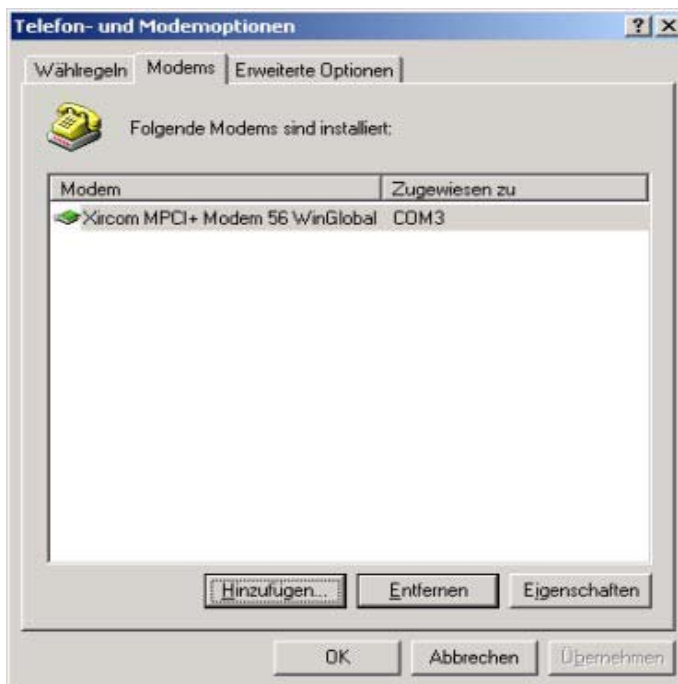 Telefon- und Modemoptionen
Wählregeln Modems Erweiterte Optionen
Folgende Modems sind installiert:
Modem Zugewiesen zu
Xircom MPCI+ Modem 56 WinGlobal COM3
Hinzufügen... Entfernen Eigenschaften
OK Abbrechen Übernehmen